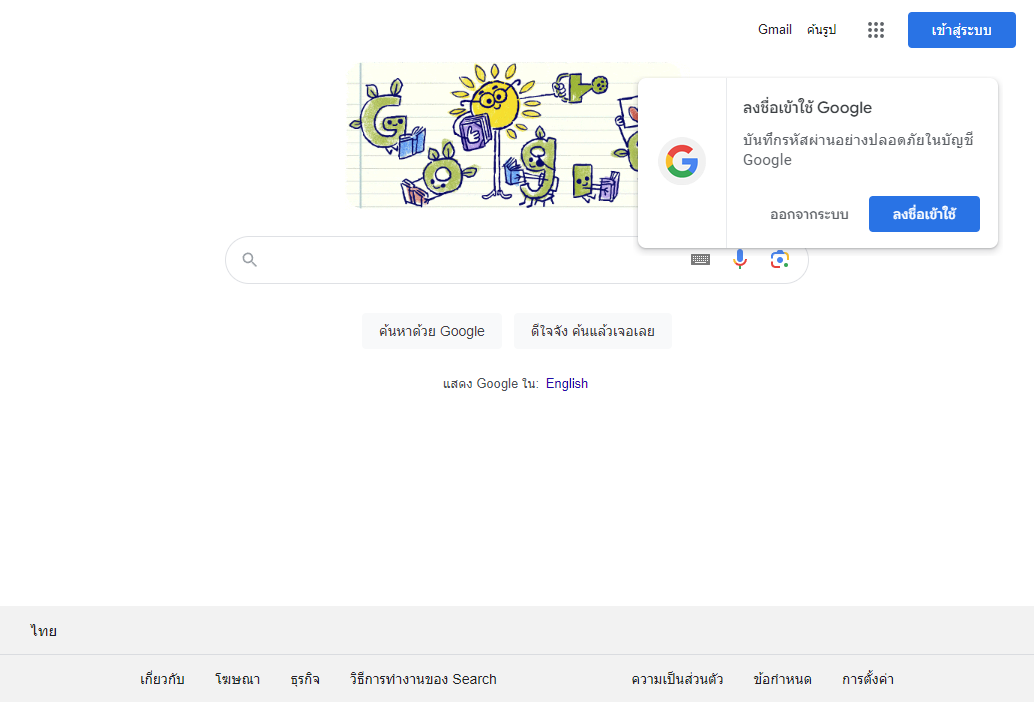 Gmail
ค้นรูป
เข้าสู่ระบบ
ลงชื่อเข้าใช้ Google
บันทึกรหัสผ่านอย่างปลอดภัยในบัญชี
Google
ออกจากระบบ
ลงชื่อเข้าใช้
ค้นหาด้วย Google
ดีใจจัง ค้นแล้วเจอเลย
แสดง Google ใน: English
ไทย
เกี่ยวกับ
โฆษณา
ธุรกิจ
วิธีการทำงานของ Search
ความเป็นส่วนตัว
ข้อกำหนด
การตั้งค่า